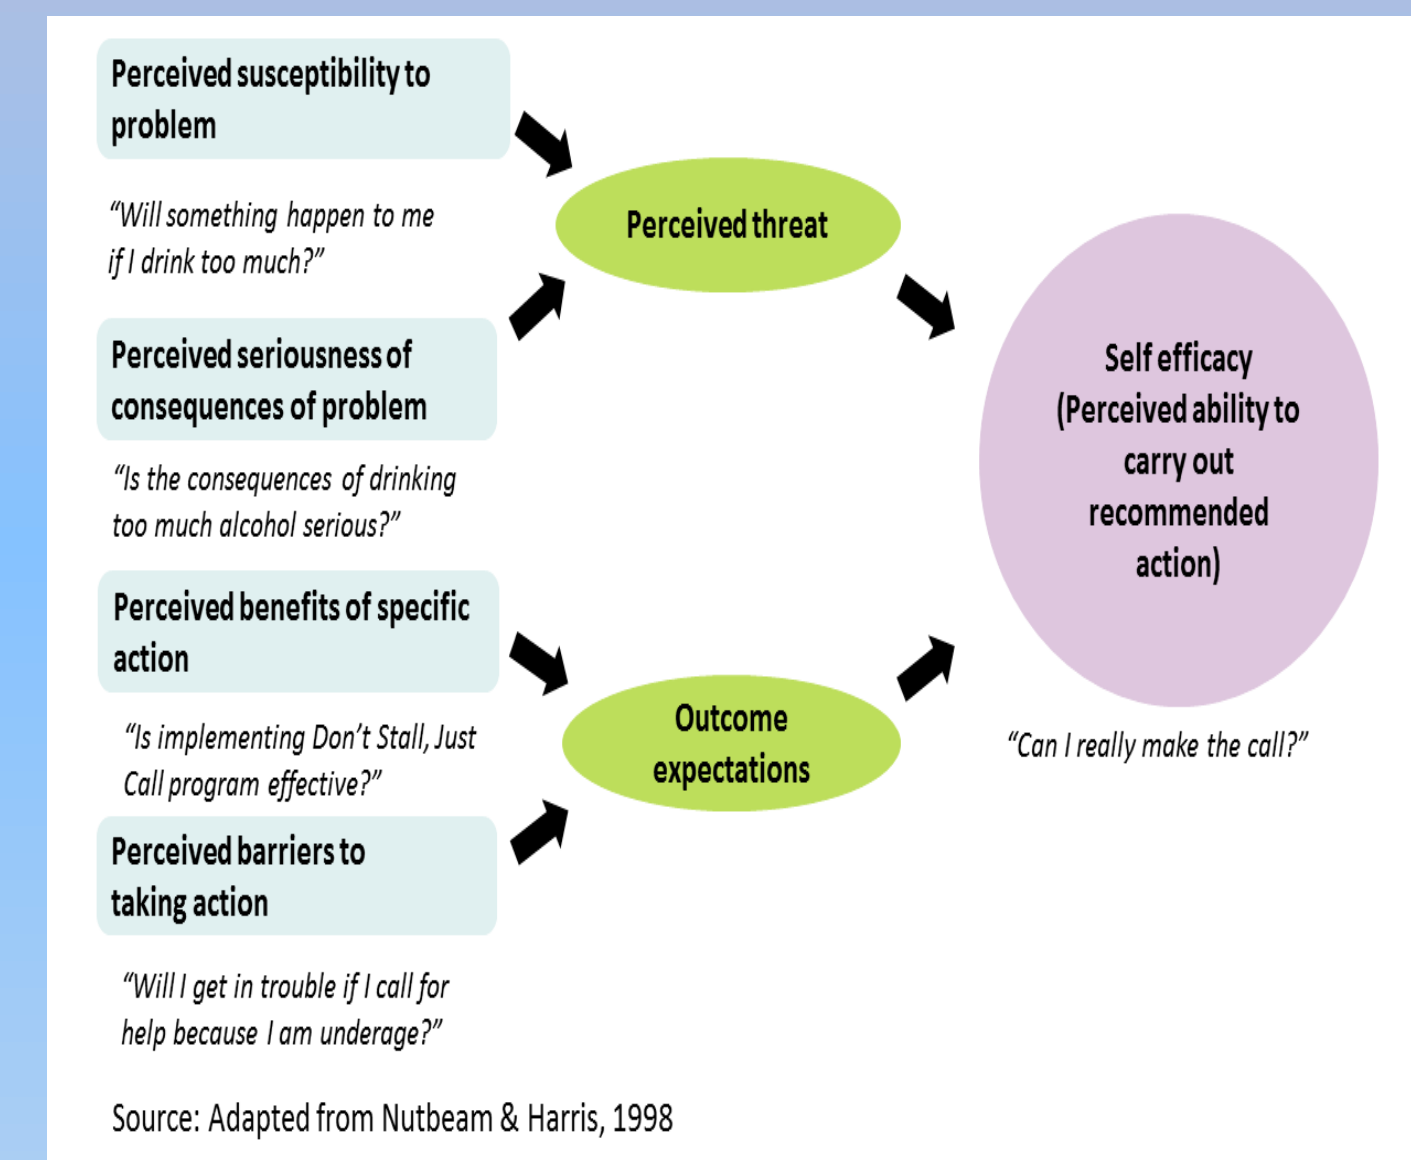 Perceived susceptibility to
problem
“Will something happen to me
if I drink too much?”
Perceived seriousness of
consequences of problem
“Is the consequences of drinking
too much alcohol serious?”
Perceived benefits of specific
action
“Is implementing Don’t Stall, Just
Call program effective?”
Perceived barriers to
taking action
“Will I get in trouble if I call for
help because I am underage?”
Perceived threat
Outcome
expectations
Self efficacy
(Perceived ability to
carry out
recommended
action)
“Can I really make the call?”
Source: Adapted from Nutbeam & Harris, 1998